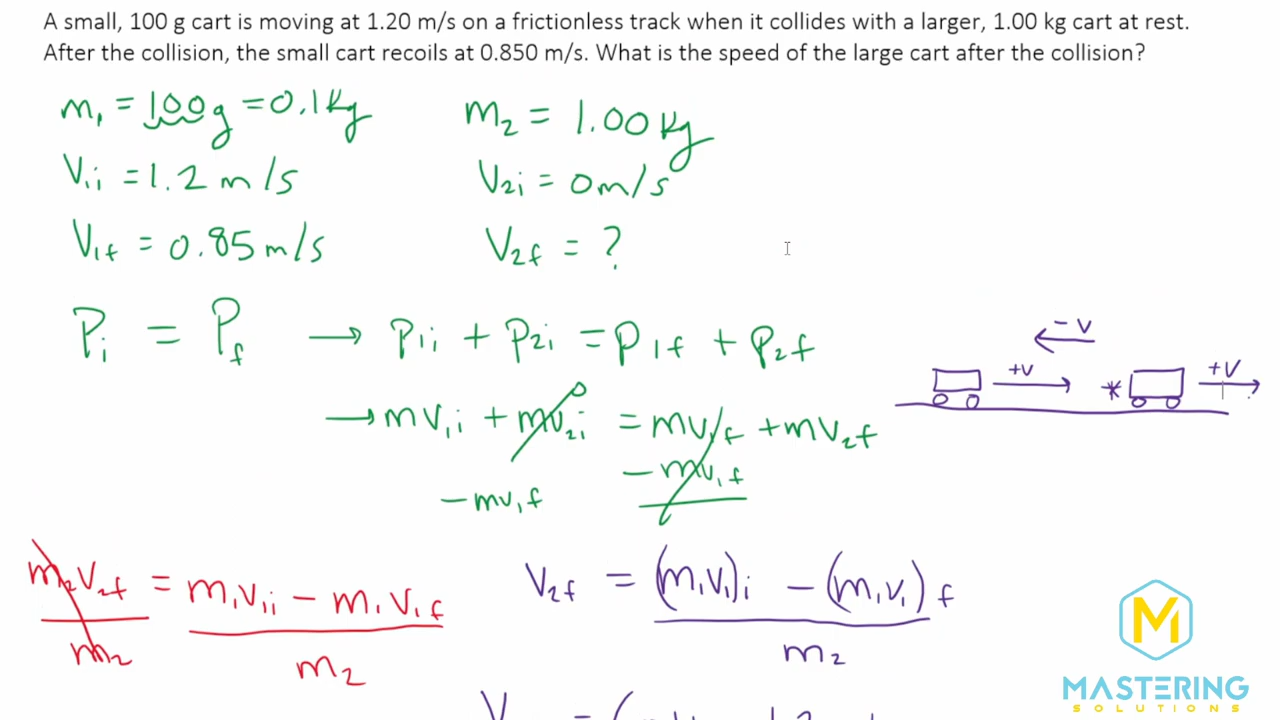 A small, 100 g cart is moving at 1.20 m/s on a frictionless track when it collides with a larger, 1.00 kg cart at rest.
After the collision, the small cart recoils at 0.850 m/s. What is the speed of the large cart after the collision?
m₁ = 100g = 0.1Kg
m₂ = 1.00 Kg
V₁i = 1.2 m/s
V₂i = 0m/s
V₁f = 0.85 m/s
V₂f = ?
Pi = Pf → P₁i + P₂i = P₁f + P₂f
-V
+V
* +V
→ mV₁i + mV₂i 0 = mV₁f + mV₂f
-mV₁f
-mV₁f
m₂V₂f = m₁V₁i - m₁V₁f
m₂
m₂
V₂f = (m₁V₁)i - (m₁V₁)f
m₂
M
MASTERING
SOLUTIONS